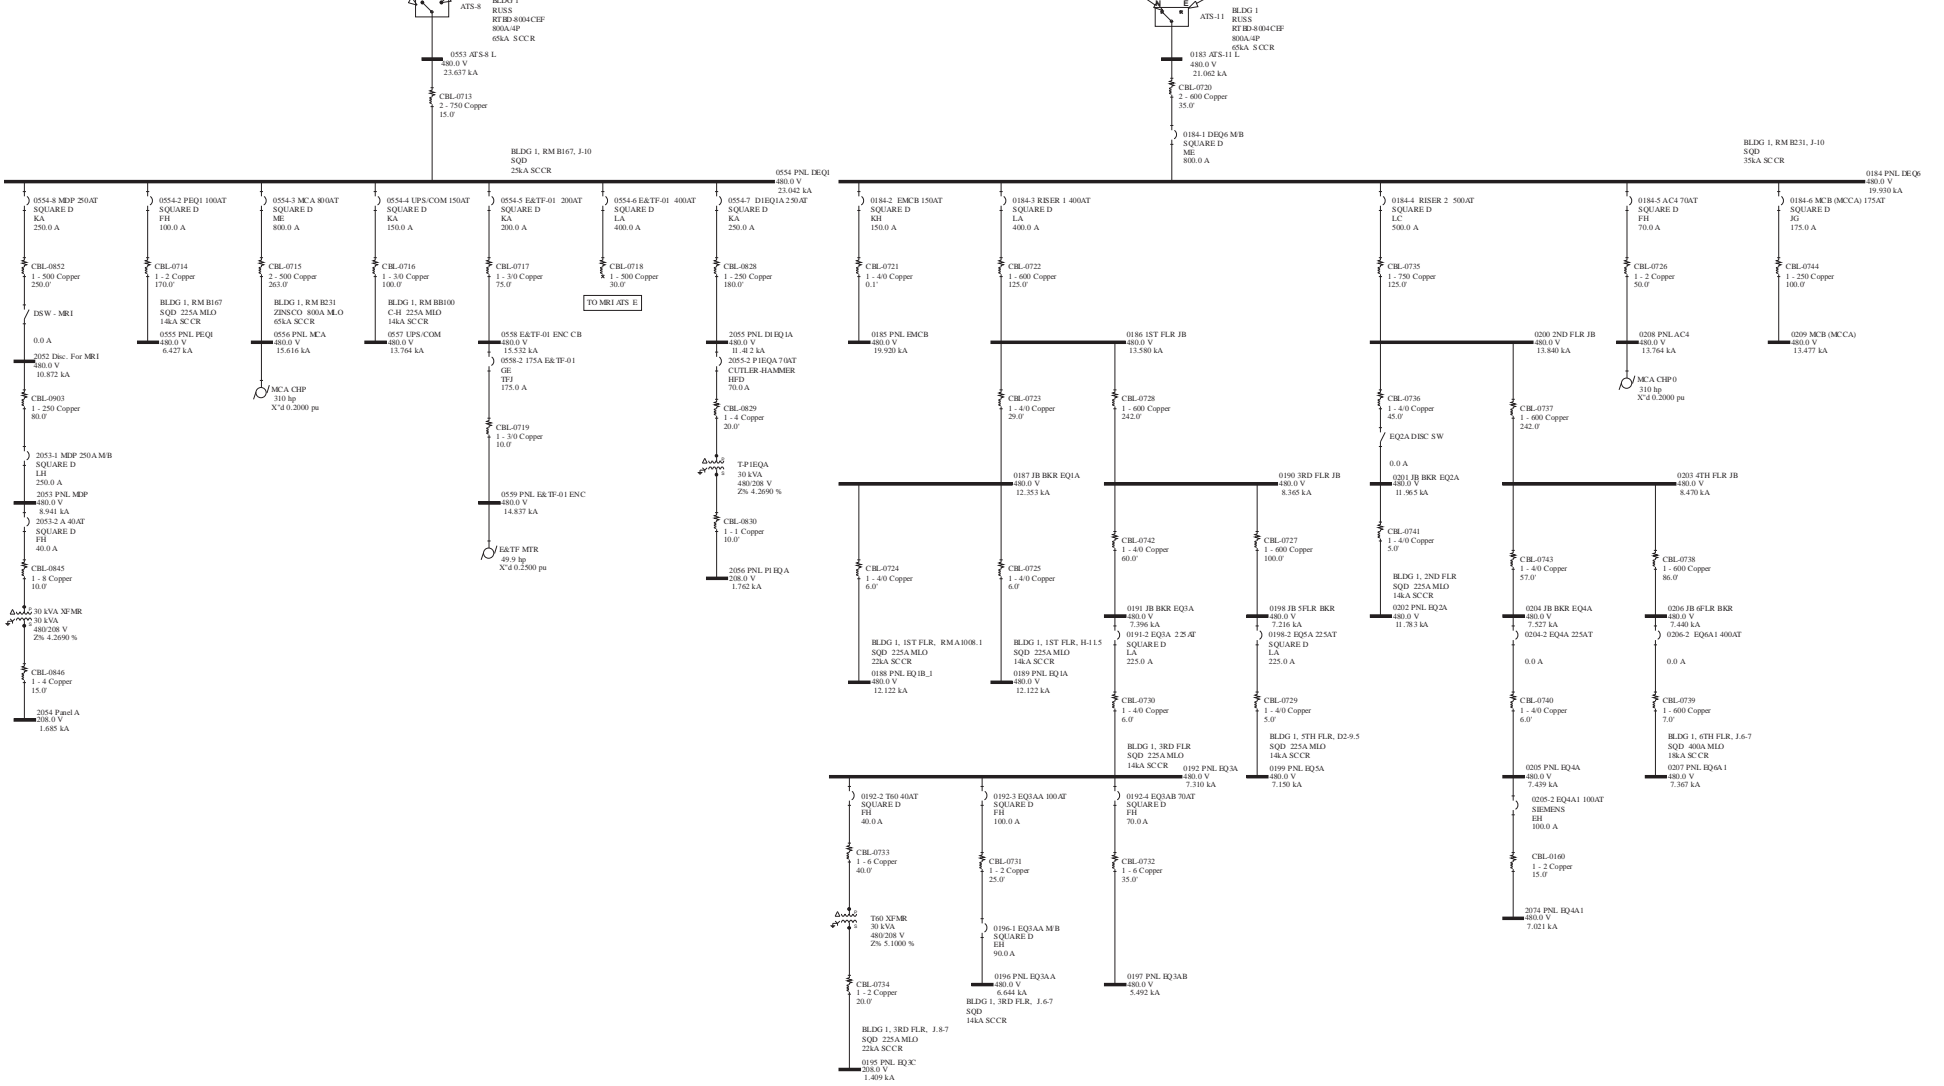 ATS-8
BLDG 1
RUSS
RTBD-8004CEF
800A/4P
65kA SCCR
0553 ATS-8 L
480.0 V
23.637 kA
CBL-0713
2 - 750 Copper
15.0'
BLDG 1, RM B167, J-10
SQD
25kA SCCR
0554 PNL DEQ1
480.0 V
23.042 kA
N E
ATS-11
BLDG 1
RUSS
RTBD-8004CEF
800A/4P
65kA SCCR
0183 ATS-11 L
480.0 V
21.062 kA
CBL-0720
2 - 600 Copper
35.0'
0184-1 DEQ6 M/B
SQUARE D
ME
800.0 A
BLDG 1, RM B231, J-10
SQD
35kA SCCR
0184 PNL DEQ6
480.0 V
19.930 kA
0554-8 MDP 250AT
SQUARE D
KA
250.0 A
CBL-0852
1 - 500 Copper
250.0'
DSW - MRI
0.0 A
2052 Disc. For MRI
480.0 V
10.872 kA
CBL-0903
1 - 250 Copper
80.0'
2053-1 MDP 250A M/B
SQUARE D
LH
250.0 A
2053 PNL MDP
480.0 V
8.941 kA
2053-2 A 40AT
SQUARE D
FH
40.0 A
CBL-0845
1 - 8 Copper
10.0'
30 kVA XFMR
30 kVA
480/208 V
Z% 4.2690 %
CBL-0846
1 - 4 Copper
15.0'
2054 Panel A
208.0 V
1.685 kA
0554-2 PEQ1 100AT
SQUARE D
FH
100.0 A
CBL-0714
1 - 2 Copper
170.0'
BLDG 1, RM B167
SQD 225A MLO
14kA SCCR
0555 PNL PEQ1
480.0 V
6.427 kA
0554-3 MCA 800AT
SQUARE D
ME
800.0 A
CBL-0715
2 - 500 Copper
263.0'
BLDG 1, RM B231
ZINSCO 800A MLO
65kA SCCR
0556 PNL MCA
480.0 V
15.616 kA
MCA CHP
310 hp
X"d 0.2000 pu
0554-4 UPS/COM 150AT
SQUARE D
KA
150.0 A
CBL-0716
1 - 3/0 Copper
100.0'
BLDG 1, RM BB100
C-H 225A MLO
14kA SCCR
0557 UPS/COM
480.0 V
13.764 kA
0554-5 E&TF-01 200AT
SQUARE D
KA
200.0 A
CBL-0717
1 - 3/0 Copper
75.0'
0558 E&TF-01 ENC CB
480.0 V
15.532 kA
0558-2 175A E&TF-01
GE
TFJ
175.0 A
CBL-0719
1 - 3/0 Copper
10.0'
0559 PNL E&TF-01 ENC
480.0 V
14.837 kA
E&TF MTR
49.9 hp
X"d 0.2500 pu
0554-6 E&TF-01 400AT
SQUARE D
LA
400.0 A
CBL-0718
1 - 500 Copper
30.0'
TO MRI ATS E
0554-7 D1EQ1A 250AT
SQUARE D
KA
250.0 A
CBL-0828
1 - 250 Copper
180.0'
2055 PNL D1EQ1A
480.0 V
11.412 kA
2055-2 P1EQA 70AT
CUTLER-HAMMER
HFD
70.0 A
CBL-0829
1 - 4 Copper
20.0'
T-P1EQA
30 kVA
480/208 V
Z% 4.2690 %
CBL-0830
1 - 1 Copper
10.0'
2056 PNL P1EQA
208.0 V
1.762 kA
0184-2 EMCB 150AT
SQUARE D
KH
150.0 A
CBL-0721
1 - 4/0 Copper
0.1'
0185 PNL EMCB
480.0 V
19.920 kA
0184-3 RISER 1 400AT
SQUARE D
LA
400.0 A
CBL-0722
1 - 600 Copper
125.0'
0186 1ST FLR JB
480.0 V
13.580 kA
CBL-0723
1 - 4/0 Copper
29.0'
CBL-0728
1 - 600 Copper
242.0'
0187 JB BKR EQ1A
480.0 V
12.353 kA
CBL-0724
1 - 4/0 Copper
6.0'
BLDG 1, 1ST FLR, RM A1008.1
SQD 225A MLO
22kA SCCR
0188 PNL EQ1B_1
480.0 V
12.122 kA
CBL-0725
1 - 4/0 Copper
6.0'
BLDG 1, 1ST FLR, H-11.5
SQD 225A MLO
14kA SCCR
0189 PNL EQ1A
480.0 V
12.122 kA
0190 3RD FLR JB
480.0 V
8.365 kA
CBL-0742
1 - 4/0 Copper
60.0'
0191 JB BKR EQ3A
480.0 V
7.396 kA
0191-2 EQ3A 225AT
SQUARE D
LA
225.0 A
CBL-0730
1 - 4/0 Copper
6.0'
BLDG 1, 3RD FLR
SQD 225A MLO
14kA SCCR
0192 PNL EQ3A
480.0 V
7.310 kA
CBL-0727
1 - 600 Copper
100.0'
0198 JB 5FLR BKR
480.0 V
7.216 kA
0198-2 EQ5A 225AT
SQUARE D
LA
225.0 A
CBL-0729
1 - 4/0 Copper
5.0'
BLDG 1, 5TH FLR, D2-9.5
SQD 225A MLO
14kA SCCR
0199 PNL EQ5A
480.0 V
7.150 kA
0192-2 T60 40AT
SQUARE D
FH
40.0 A
CBL-0733
1 - 6 Copper
40.0'
T60 XFMR
30 kVA
480/208 V
Z% 5.1000 %
CBL-0734
1 - 2 Copper
20.0'
BLDG 1, 3RD FLR, J.8-7
SQD 225A MLO
22kA SCCR
0195 PNL EQ3C
208.0 V
1.409 kA
0192-3 EQ3AA 100AT
SQUARE D
FH
100.0 A
CBL-0731
1 - 2 Copper
25.0'
0196-1 EQ3AA M/B
SQUARE D
EH
90.0 A
0196 PNL EQ3AA
480.0 V
6.644 kA
BLDG 1, 3RD FLR, J.6-7
SQD
14kA SCCR
0192-4 EQ3AB 70AT
SQUARE D
FH
70.0 A
CBL-0732
1 - 6 Copper
35.0'
0197 PNL EQ3AB
480.0 V
5.492 kA
0184-4 RISER 2 500AT
SQUARE D
LC
500.0 A
CBL-0735
1 - 750 Copper
125.0'
0200 2ND FLR JB
480.0 V
13.840 kA
CBL-0736
1 - 4/0 Copper
45.0'
EQ2A DISC SW
0.0 A
0201 JB BKR EQ2A
480.0 V
11.965 kA
CBL-0741
1 - 4/0 Copper
5.0'
BLDG 1, 2ND FLR
SQD 225A MLO
14kA SCCR
0202 PNL EQ2A
480.0 V
11.783 kA
CBL-0737
1 - 600 Copper
242.0'
0203 4TH FLR JB
480.0 V
8.470 kA
CBL-0743
1 - 4/0 Copper
57.0'
0204 JB BKR EQ4A
480.0 V
7.527 kA
0204-2 EQ4A 225AT
0.0 A
CBL-0740
1 - 4/0 Copper
6.0'
0205 PNL EQ4A
480.0 V
7.439 kA
0205-2 EQ4A1 100AT
SIEMENS
EH
100.0 A
CBL-0160
1 - 2 Copper
15.0'
2074 PNL EQ4A1
480.0 V
7.021 kA
CBL-0738
1 - 600 Copper
86.0'
0206 JB 6FLR BKR
480.0 V
7.440 kA
0206-2 EQ6A1 400AT
0.0 A
CBL-0739
1 - 600 Copper
7.0'
BLDG 1, 6TH FLR, J.6-7
SQD 400A MLO
18kA SCCR
0207 PNL EQ6A1
480.0 V
7.367 kA
0184-5 AC4 70AT
SQUARE D
FH
70.0 A
CBL-0726
1 - 2 Copper
50.0'
0208 PNL AC4
480.0 V
13.764 kA
MCA CHP0
310 hp
X"d 0.2000 pu
0184-6 MCB (MCCA) 175AT
SQUARE D
JG
175.0 A
CBL-0744
1 - 250 Copper
100.0'
0209 MCB (MCCA)
480.0 V
13.477 kA